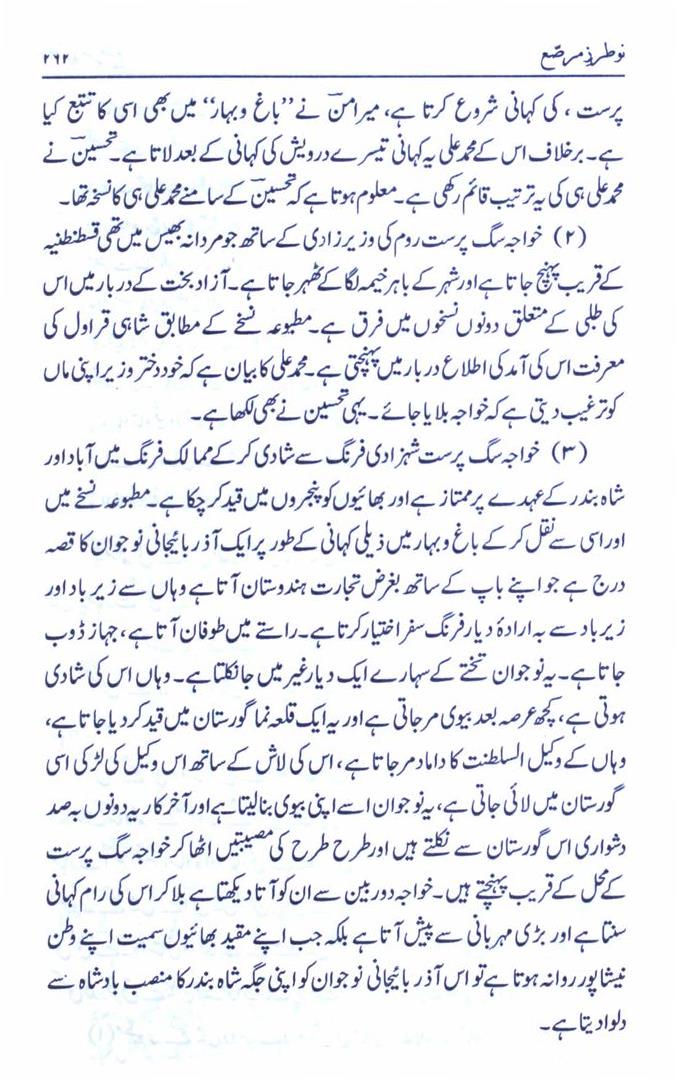 نو طرزِ مرصّع
۲۶۲
پرست، کی کہانی شروع کرتا ہے، میر امنؔ نے ’’باغ و بہار‘‘ میں بھی اسی کا تتبع کیا
ہے۔ برخلاف اس کے محمد علی یہ کہانی تیسرے درویش کی کہانی کے بعد لاتا ہے۔ تحسینؔ نے
محمد علی ہی کی یہ ترتیب قائم رکھی ہے۔ معلوم ہوتا ہے کہ تحسینؔ کے سامنے محمد علی ہی کا نسخہ تھا۔
(۲) خواجہ سگ پرست روم کی وزیر زادی کے ساتھ جو مردانہ بھیس میں تھی قسطنطنیہ
کے قریب پہنچ جاتا ہے اور شہر کے باہر خیمہ لگا کے ٹھہر جاتا ہے۔ آزاد بخت کے دربار میں اس
کی طلبی کے متعلق دونوں نسخوں میں فرق ہے۔ مطبوعہ نسخے کے مطابق شاہی قراول کی
معرفت اس کی آمد کی اطلاع دربار میں پہنچتی ہے۔ محمد علی کا بیان ہے کہ خود دختر وزیر اپنی ماں
کو ترغیب دیتی ہے کہ خواجہ بلایا جائے۔ یہی تحسین نے بھی لکھا ہے۔
(۳) خواجہ سگ پرست شہزادی فرنگ سے شادی کر کے ممالک فرنگ میں آباد اور
شاہ بندر کے عہدے پر ممتاز ہے اور بھائیوں کو پنجروں میں قید کر چکا ہے۔ مطبوعہ نسخے میں
اور اسی سے نقل کر کے باغ و بہار میں ذیلی کہانی کے طور پر ایک آذر بائیجانی نوجوان کا قصہ
درج ہے جو اپنے باپ کے ساتھ بغرض تجارت ہندوستان آتا ہے وہاں سے زیر باد اور
زیر باد سے بہ ارادۂ دیار فرنگ سفر اختیار کرتا ہے۔ راستے میں طوفان آتا ہے، جہاز ڈوب
جاتا ہے۔ یہ نوجوان تختے کے سہارے ایک دیار غیر میں جا نکلتا ہے۔ وہاں اس کی شادی
ہوتی ہے، کچھ عرصہ بعد بیوی مر جاتی ہے اور یہ ایک قلعہ نما گورستان میں قید کر دیا جاتا ہے،
وہاں کے وکیل السلطنت کا داماد مر جاتا ہے، اس کی لاش کے ساتھ اس وکیل کی لڑکی اسی
گورستان میں لائی جاتی ہے، یہ نوجوان اسے اپنی بیوی بنا لیتا ہے اور آخر کار یہ دونوں بہ صد
دشواری اس گورستان سے نکلتے ہیں اور طرح طرح کی مصیبتیں اٹھا کر خواجہ سگ پرست
کے محل کے قریب پہنچتے ہیں۔ خواجہ دوربین سے ان کو آتا دیکھتا ہے بلا کر اس کی رام کہانی
سنتا ہے اور بڑی مہربانی سے پیش آتا ہے بلکہ جب اپنے مقید بھائیوں سمیت اپنے وطن
نیشاپور روانہ ہوتا ہے تو اس آذر بائیجانی نوجوان کو اپنی جگہ شاہ بندر کا منصب بادشاہ سے
دلوا دیتا ہے۔